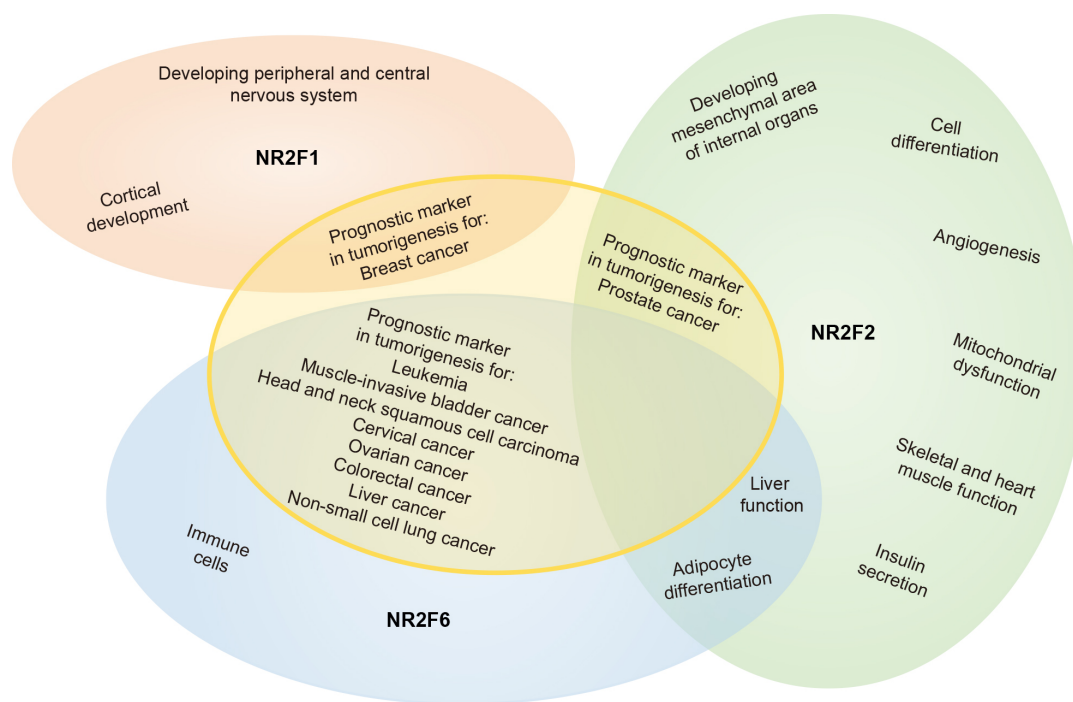 Developing peripheral and central
nervous system
NR2F1
Cortical
development
Prognostic marker
in tumorigenesis for:
Breast cancer
Developing
mesenchymal area
of internal organs
Cell
differentiation
Angiogenesis
Prognostic marker
in tumorigenesis for:
Prostate cancer
NR2F2
Mitochondrial
dysfunction
Skeletal and heart
muscle function
Insulin
secretion
Prognostic marker
in tumorigenesis for:
Leukemia
Muscle-invasive bladder cancer
Head and neck squamous cell carcinoma
Cervical cancer
Ovarian cancer
Colorectal cancer
Liver cancer
Non-small cell lung cancer
Liver
function
Adipocyte
differentiation
Immune
cells
NR2F6